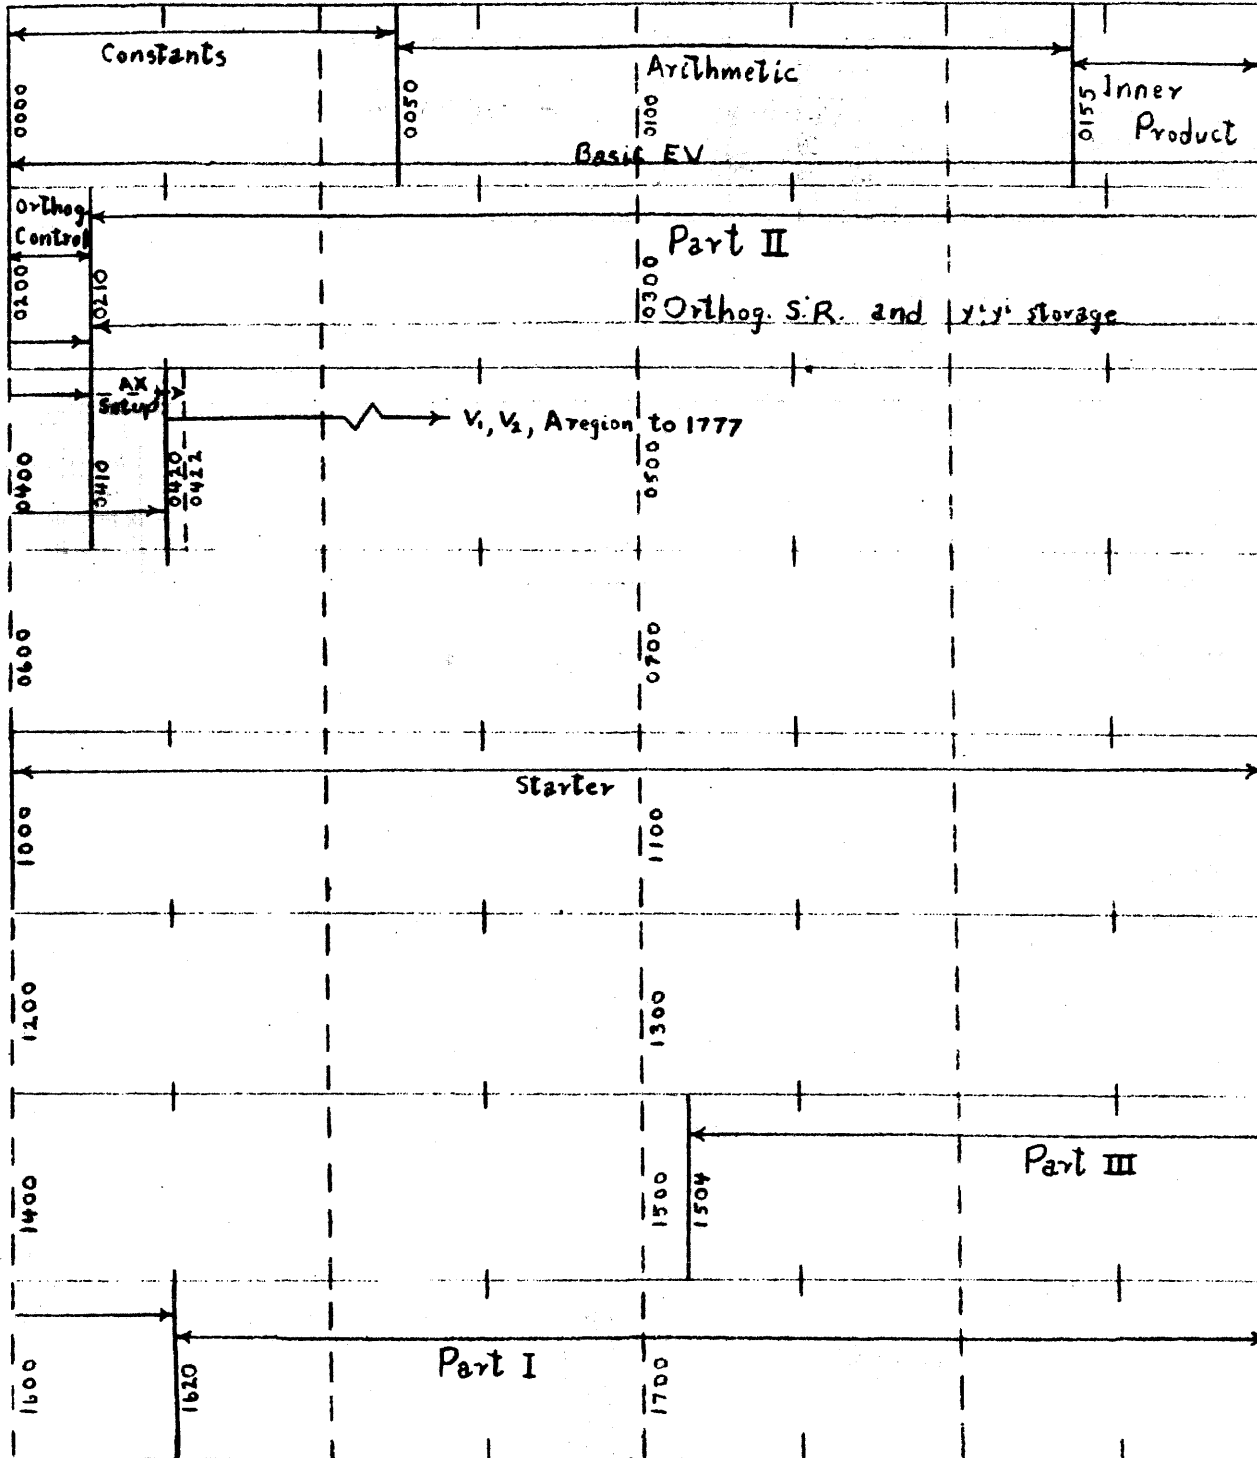 Constants
Arithmetic
Inner
Product
0000
0050
0100
0155
Basic EV
Orthog
Control
Part II
0200
0210
0300
Orthog. S.R. and y'y' storage
AX
Setup
V₁, V₂, A region to 1777
0400
0410
0420
0422
0500
0600
0700
Starter
1000
1100
1200
1300
Part III
1400
1500
1504
Part I
1600
1620
1700